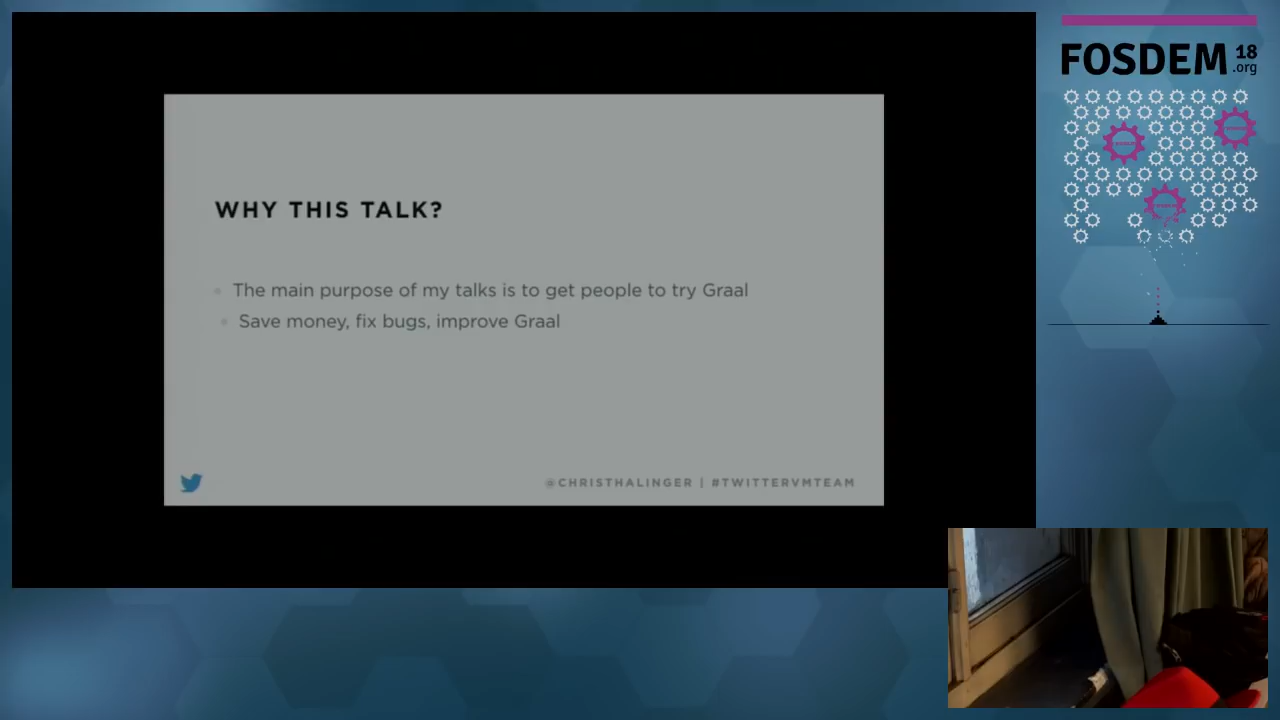 FOSDEM 18
.org
WHY THIS TALK?
The main purpose of my talks is to get people to try Graal
Save money, fix bugs, improve Graal
@CHRISTHALINGER | #TWITTERVMTEAM